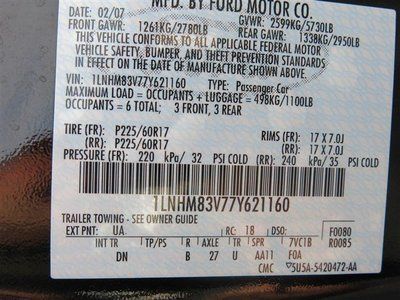 MFD. BY FORD MOTOR CO.
02/07 GVWR: 2599KG/5730LB
FRONT GAWR: 1261KG/2780LB REAR GAWR: 1338KG/2950LB
THIS VEHICLE CONFORMS TO ALL APPLICABLE FEDERAL MOTOR
VEHICLE SAFETY, BUMPER, AND THEFT PREVENTION STANDARDS
IN EFFECT ON THE DATE OF MANUFACTURE SHOWN ABOVE.
VIN: 1LNHM83V77Y621160
TYPE: Passenger Car
MAXIMUM LOAD = OCCUPANTS + LUGGAGE = 498KG/1100LB
OCCUPANTS = 6 TOTAL; 3 FRONT, 3 REAR
TIRE (FR): P225/60R17 RIMS (FR): 17 X 7.0J
(RR): P225/60R17 (RR): 17 X 7.0J
PRESSURE (FR): 220 kPa/ 32 PSI COLD (RR): 240 kPa/ 35 PSI COLD
1LNHM83V77Y621160
TRAILER TOWING - SEE OWNER GUIDE
EXT PNT: UA RC: 18 DSO: F0080
INT TR TP/PS R AXLE TR SPR 7VC1B R0085
DN B 27 U AA11 F0A
CMC 5U5A-5420472-AA